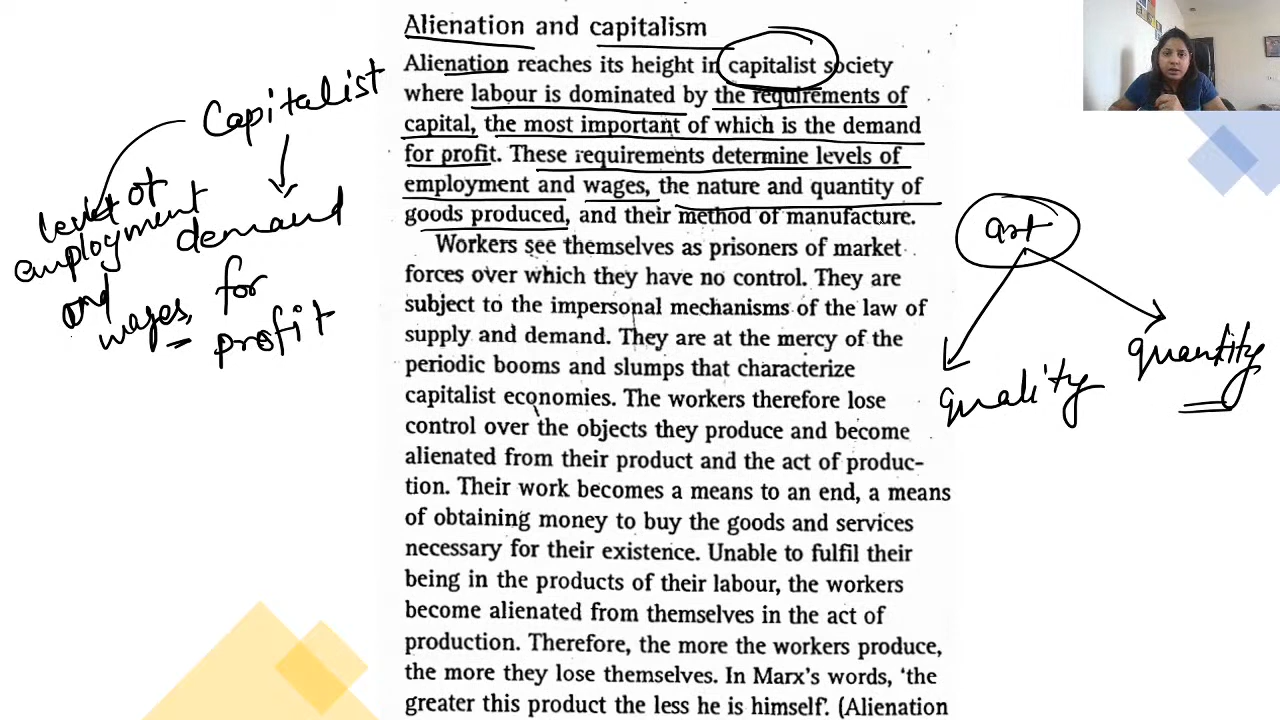 Alienation and capitalism
Alienation reaches its height in capitalist society
where labour is dominated by the requirements of
capital, the most important of which is the demand
for profit. These requirements determine levels of
employment and wages, the nature and quantity of
goods produced, and their method of manufacture.
Workers see themselves as prisoners of market
forces over which they have no control. They are
subject to the impersonal mechanisms of the law of
supply and demand. They are at the mercy of the
periodic booms and slumps that characterize
capitalist economies. The workers therefore lose
control over the objects they produce and become
alienated from their product and the act of produc-
tion. Their work becomes a means to an end, a means
of obtaining money to buy the goods and services
necessary for their existence. Unable to fulfil their
being in the products of their labour, the workers
become alienated from themselves in the act of
production. Therefore, the more the workers produce,
the more they lose themselves. In Marx's words, 'the
greater this product the less he is himself'. (Alienation
Capitalist
demand
for
profit
level of
employment
and
wages,
art
quality
quantity